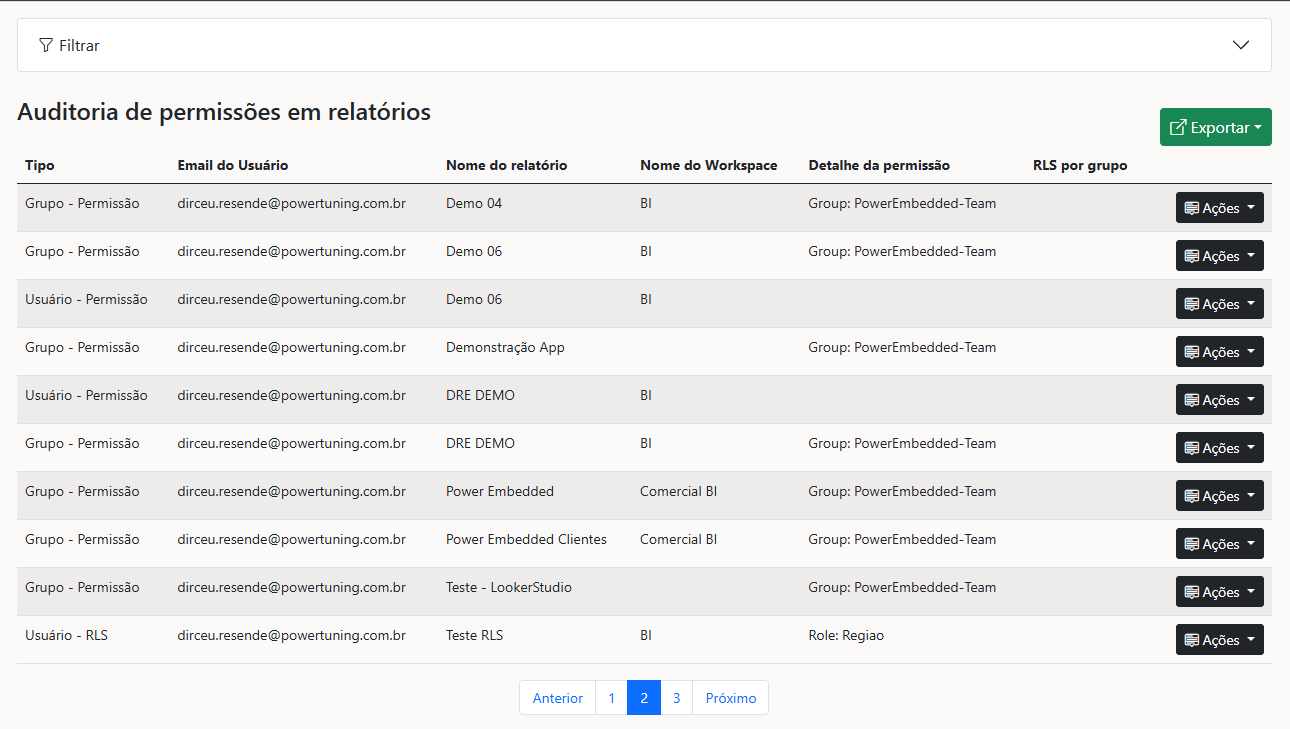 Filtrar
Auditoria de permissões em relatórios
Exportar
Tipo Email do Usuário Nome do relatório Nome do Workspace Detalhe da permissão RLS por grupo
Grupo - Permissão dirceu.resende@powertuning.com.br Demo 04 BI Group: PowerEmbedded-Team Ações
Grupo - Permissão dirceu.resende@powertuning.com.br Demo 06 BI Group: PowerEmbedded-Team Ações
Usuário - Permissão dirceu.resende@powertuning.com.br Demo 06 BI Ações
Grupo - Permissão dirceu.resende@powertuning.com.br Demonstração App Group: PowerEmbedded-Team Ações
Usuário - Permissão dirceu.resende@powertuning.com.br DRE DEMO BI Ações
Grupo - Permissão dirceu.resende@powertuning.com.br DRE DEMO BI Group: PowerEmbedded-Team Ações
Grupo - Permissão dirceu.resende@powertuning.com.br Power Embedded Comercial BI Group: PowerEmbedded-Team Ações
Grupo - Permissão dirceu.resende@powertuning.com.br Power Embedded Clientes Comercial BI Group: PowerEmbedded-Team Ações
Grupo - Permissão dirceu.resende@powertuning.com.br Teste - LookerStudio Group: PowerEmbedded-Team Ações
Usuário - RLS dirceu.resende@powertuning.com.br Teste RLS BI Role: Regiao Ações
Anterior 1 2 3 Próximo